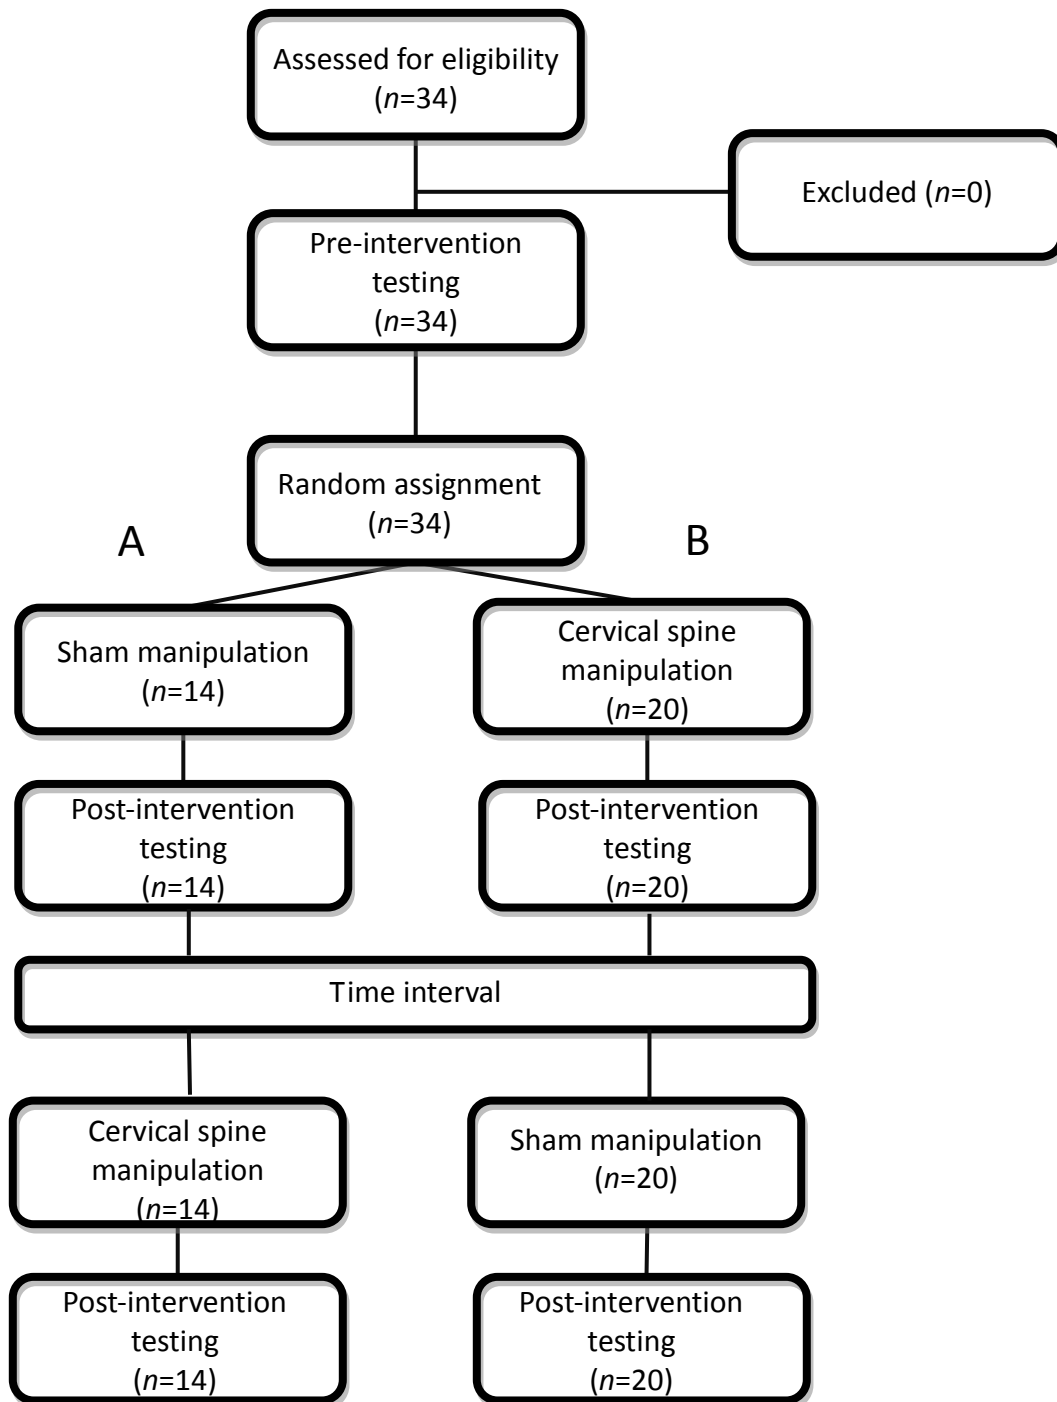 Assessed for eligibility
(n=34)
Excluded (n=0)
Pre-intervention
testing
(n=34)
Random assignment
(n=34)
A
B
Sham manipulation
(n=14)
Cervical spine
manipulation
(n=20)
Post-intervention
testing
(n=14)
Post-intervention
testing
(n=20)
Time interval
Cervical spine
manipulation
(n=14)
Sham manipulation
(n=20)
Post-intervention
testing
(n=14)
Post-intervention
testing
(n=20)